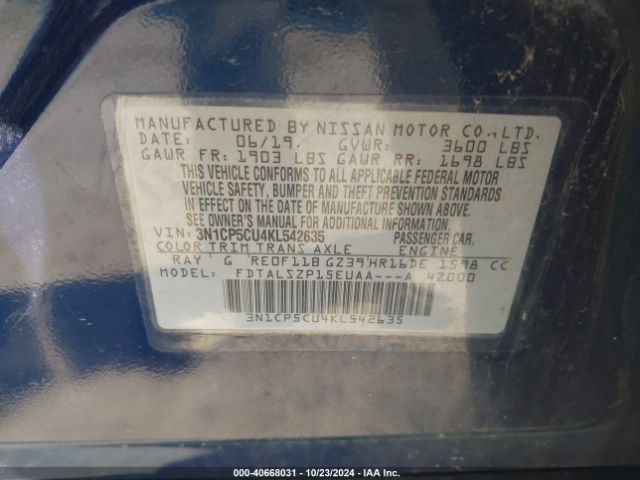 MANUFACTURED BY NISSAN MOTOR CO., LTD.
DATE: 06/19 GVWR: 3600 LBS
GAWR FR: 1903 LBS GAWR RR: 1698 LBS
THIS VEHICLE CONFORMS TO ALL APPLICABLE FEDERAL MOTOR
VEHICLE SAFETY, BUMPER AND THEFT PREVENTION STANDARDS
IN EFFECT ON THE DATE OF MANUFACTURE SHOWN ABOVE.
SEE OWNER'S MANUAL FOR ADDITIONAL INFORMATION.
VIN: 3N1CP5CU4KL542635 PASSENGER CAR.
COLOR TRIM TRANS AXLE ENGINE
RAY G RE0F11B GZ39 HR16DE 1598 CC
MODEL: FDTALSZP15EUAA---A 42000
3N1CP5CU4KL542635
000-40668031 - 10/23/2024 - IAA Inc.